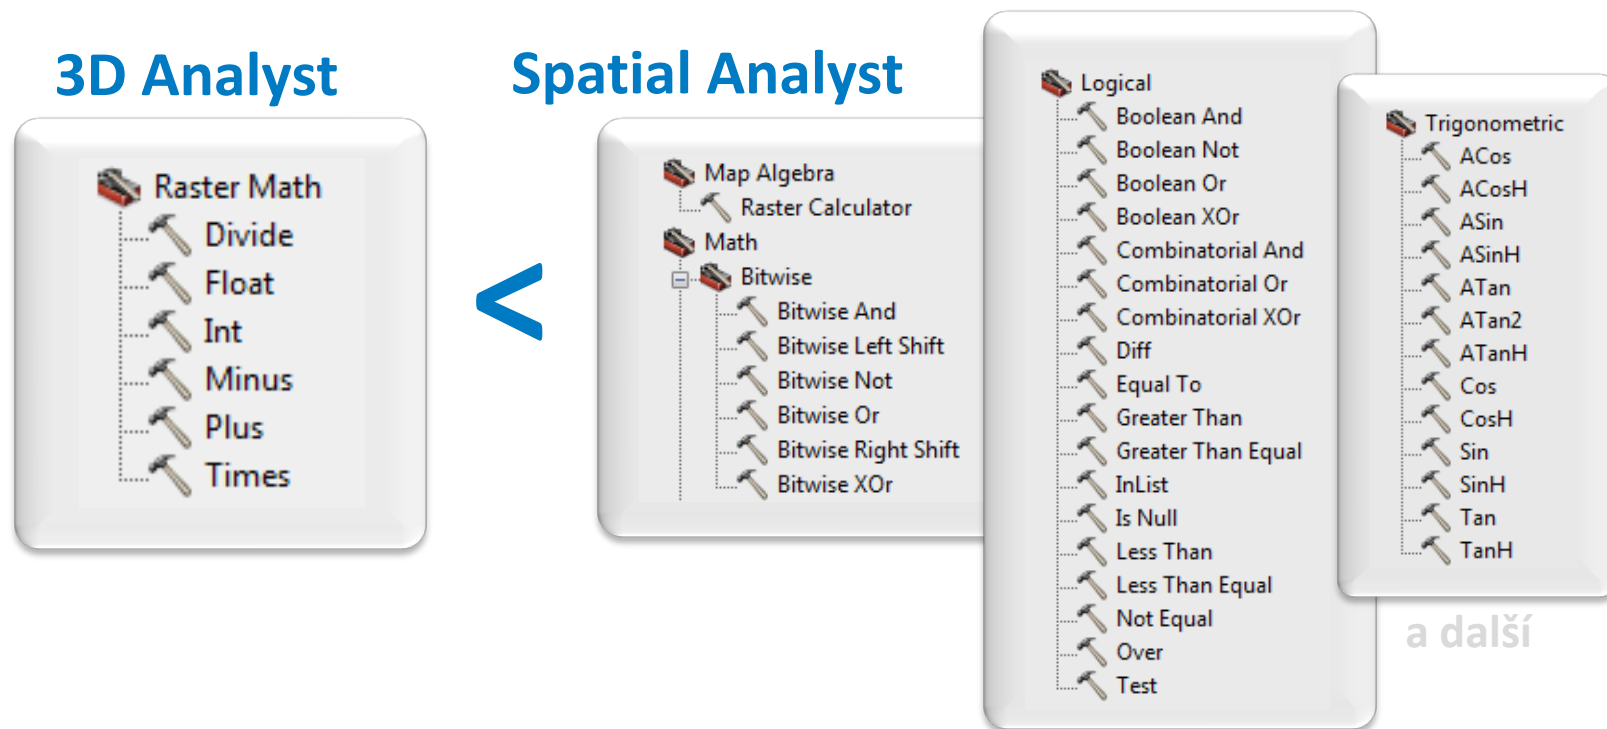 3D Analyst
Raster Math
Divide
Float
Int
Minus
Plus
Times
<
Spatial Analyst
Map Algebra
Raster Calculator
Math
Bitwise
Bitwise And
Bitwise Left Shift
Bitwise Not
Bitwise Or
Bitwise Right Shift
Bitwise XOr
Logical
Boolean And
Boolean Not
Boolean Or
Boolean XOr
Combinatorial And
Combinatorial Or
Combinatorial XOr
Diff
Equal To
Greater Than
Greater Than Equal
InList
Is Null
Less Than
Less Than Equal
Not Equal
Over
Test
Trigonometric
ACos
ACosH
ASin
ASinH
ATan
ATan2
ATanH
Cos
CosH
Sin
SinH
Tan
TanH
a další